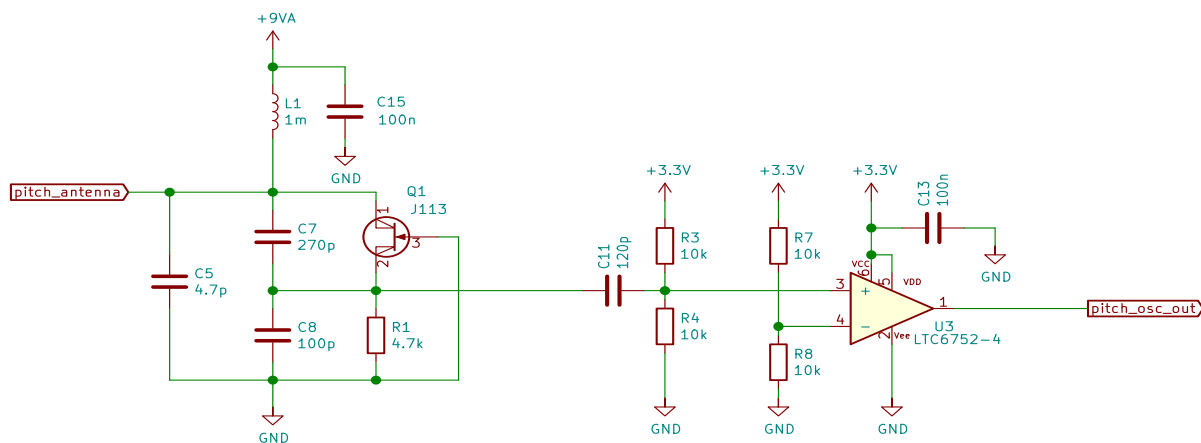 +9VA
L1
1m
C15
100n
GND
pitch_antenna
Q1
J113
1
3
2
C7
270p
C5
4.7p
C8
100p
R1
4.7k
GND
C11
120p
+3.3V
R3
10k
R4
10k
GND
+3.3V
R7
10k
R8
10k
GND
+3.3V
C13
100n
GND
VCC
6
5
VDD
3
+
4
−
2
Vee
1
U3
LTC6752-4
GND
pitch_osc_out